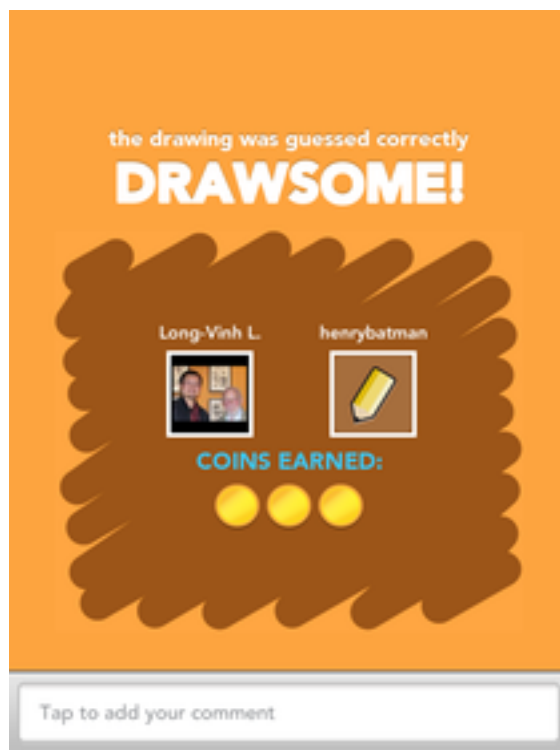 the drawing was guessed correctly
DRAWSOME!
Long-Vinh L. henrybatman
COINS EARNED:
Tap to add your comment